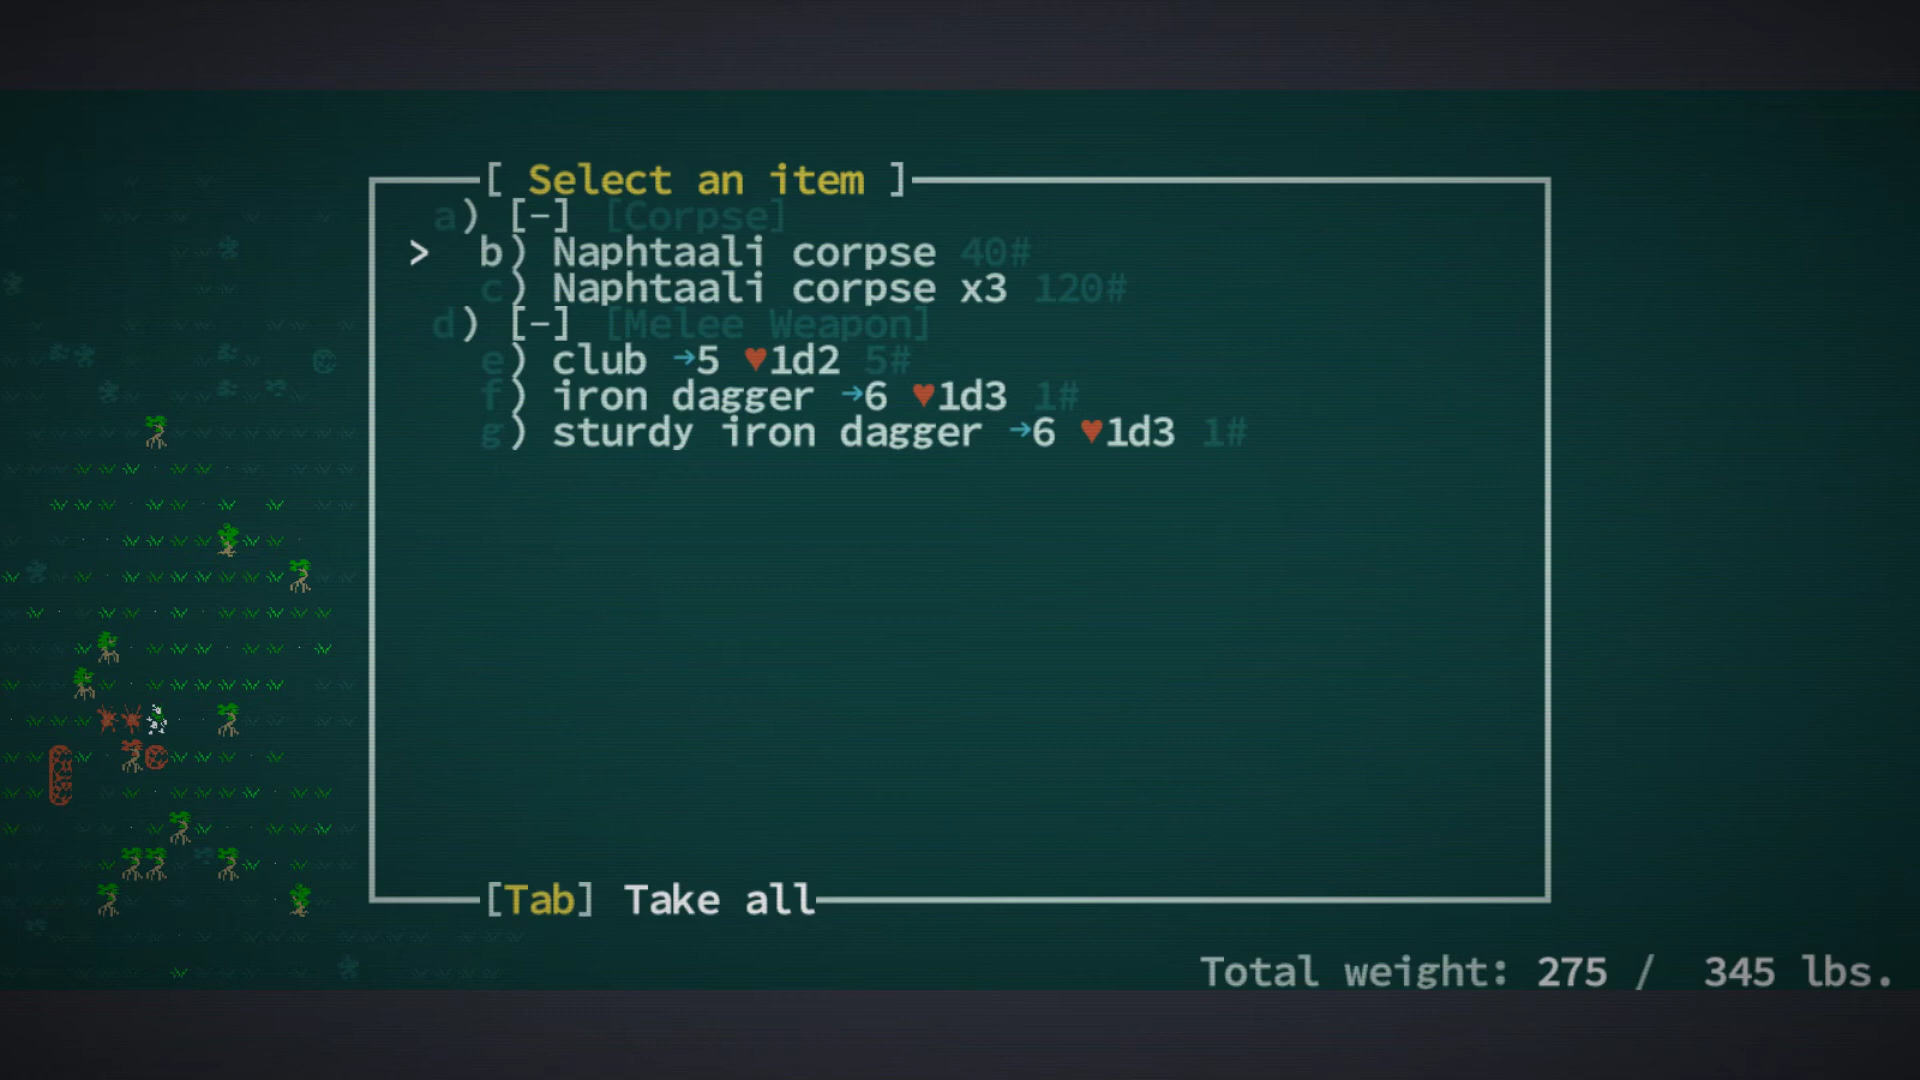 [ Select an item ]
a) [-] [Corpse]
> b) Naphtaali corpse 40#
c) Naphtaali corpse x3 120#
d) [-] [Melee Weapon]
e) club →5 ♥1d2 5#
f) iron dagger →6 ♥1d3 1#
g) sturdy iron dagger →6 ♥1d3 1#
[Tab] Take all
Total weight: 275 / 345 lbs.